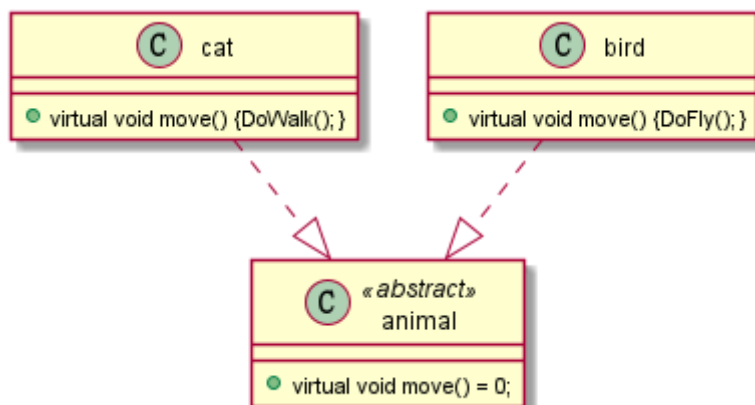 C cat
virtual void move() {DoWalk(); }
C bird
virtual void move() {DoFly(); }
C «abstract»
animal
virtual void move() = 0;